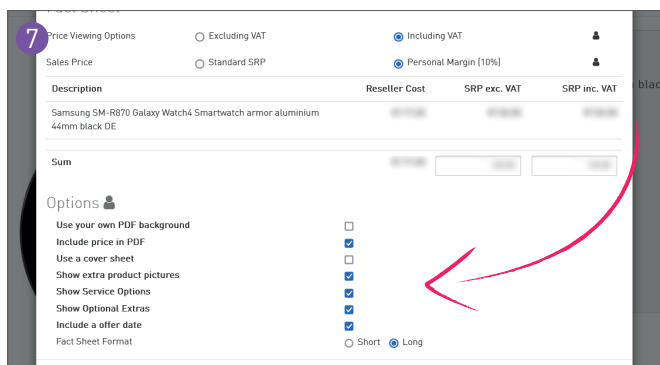 7
Price Viewing Options Excluding VAT Including VAT
Sales Price Standard SRP Personal Margin (10%)
Description Reseller Cost SRP exc. VAT SRP inc. VAT
Samsung SM-R870 Galaxy Watch4 Smartwatch armor aluminium
44mm black DE
Sum
Options
Use your own PDF background
Include price in PDF
Use a cover sheet
Show extra product pictures
Show Service Options
Show Optional Extras
Include a offer date
Fact Sheet Format Short Long